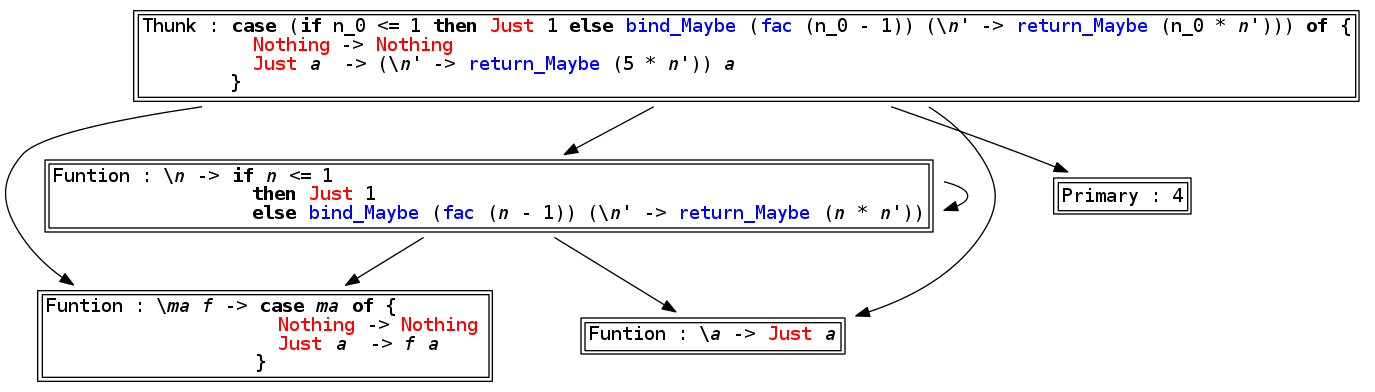 Thunk : case (if n_0 <= 1 then Just 1 else bind_Maybe (fac (n_0 - 1)) (\n' -> return_Maybe (n_0 * n'))) of {
Nothing -> Nothing
Just a  -> (\n' -> return_Maybe (5 * n')) a
}
Funtion : \n -> if n <= 1
then Just 1
else bind_Maybe (fac (n - 1)) (\n' -> return_Maybe (n * n'))
Primary : 4
Funtion : \ma f -> case ma of {
Nothing -> Nothing
Just a  -> f a
}
Funtion : \a -> Just a